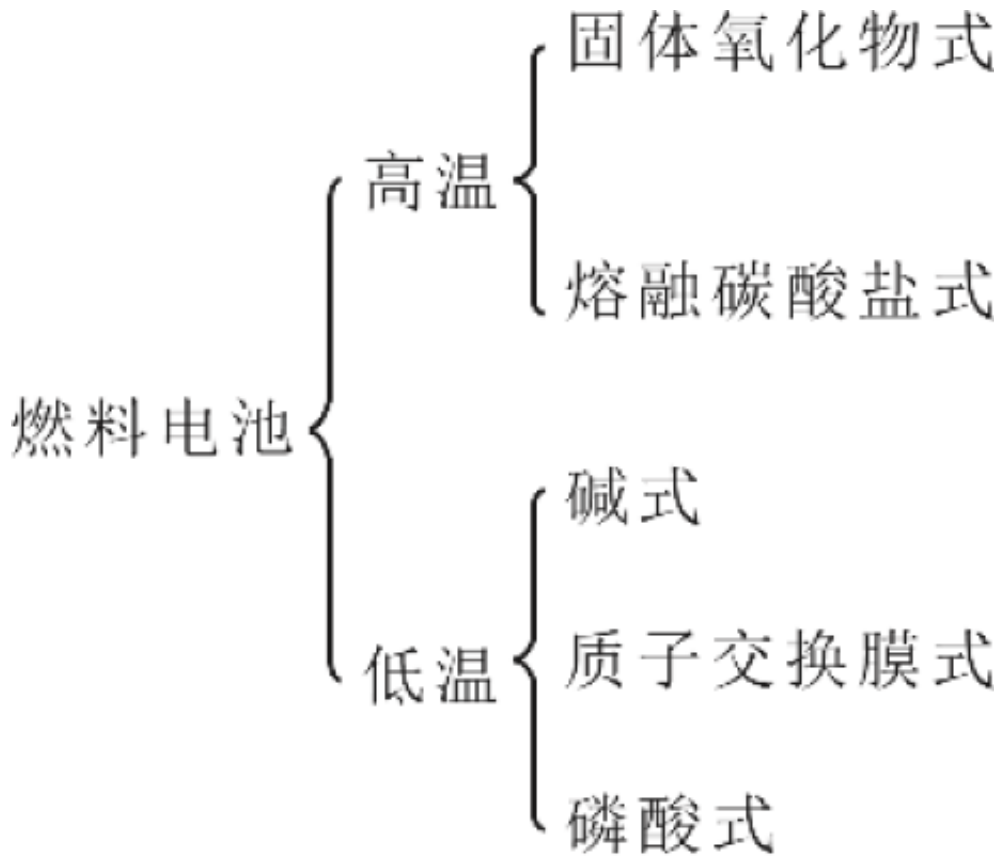 固体氧化物式
高温
熔融碳酸盐式
燃料电池
碱式
低温
质子交换膜式
磷酸式